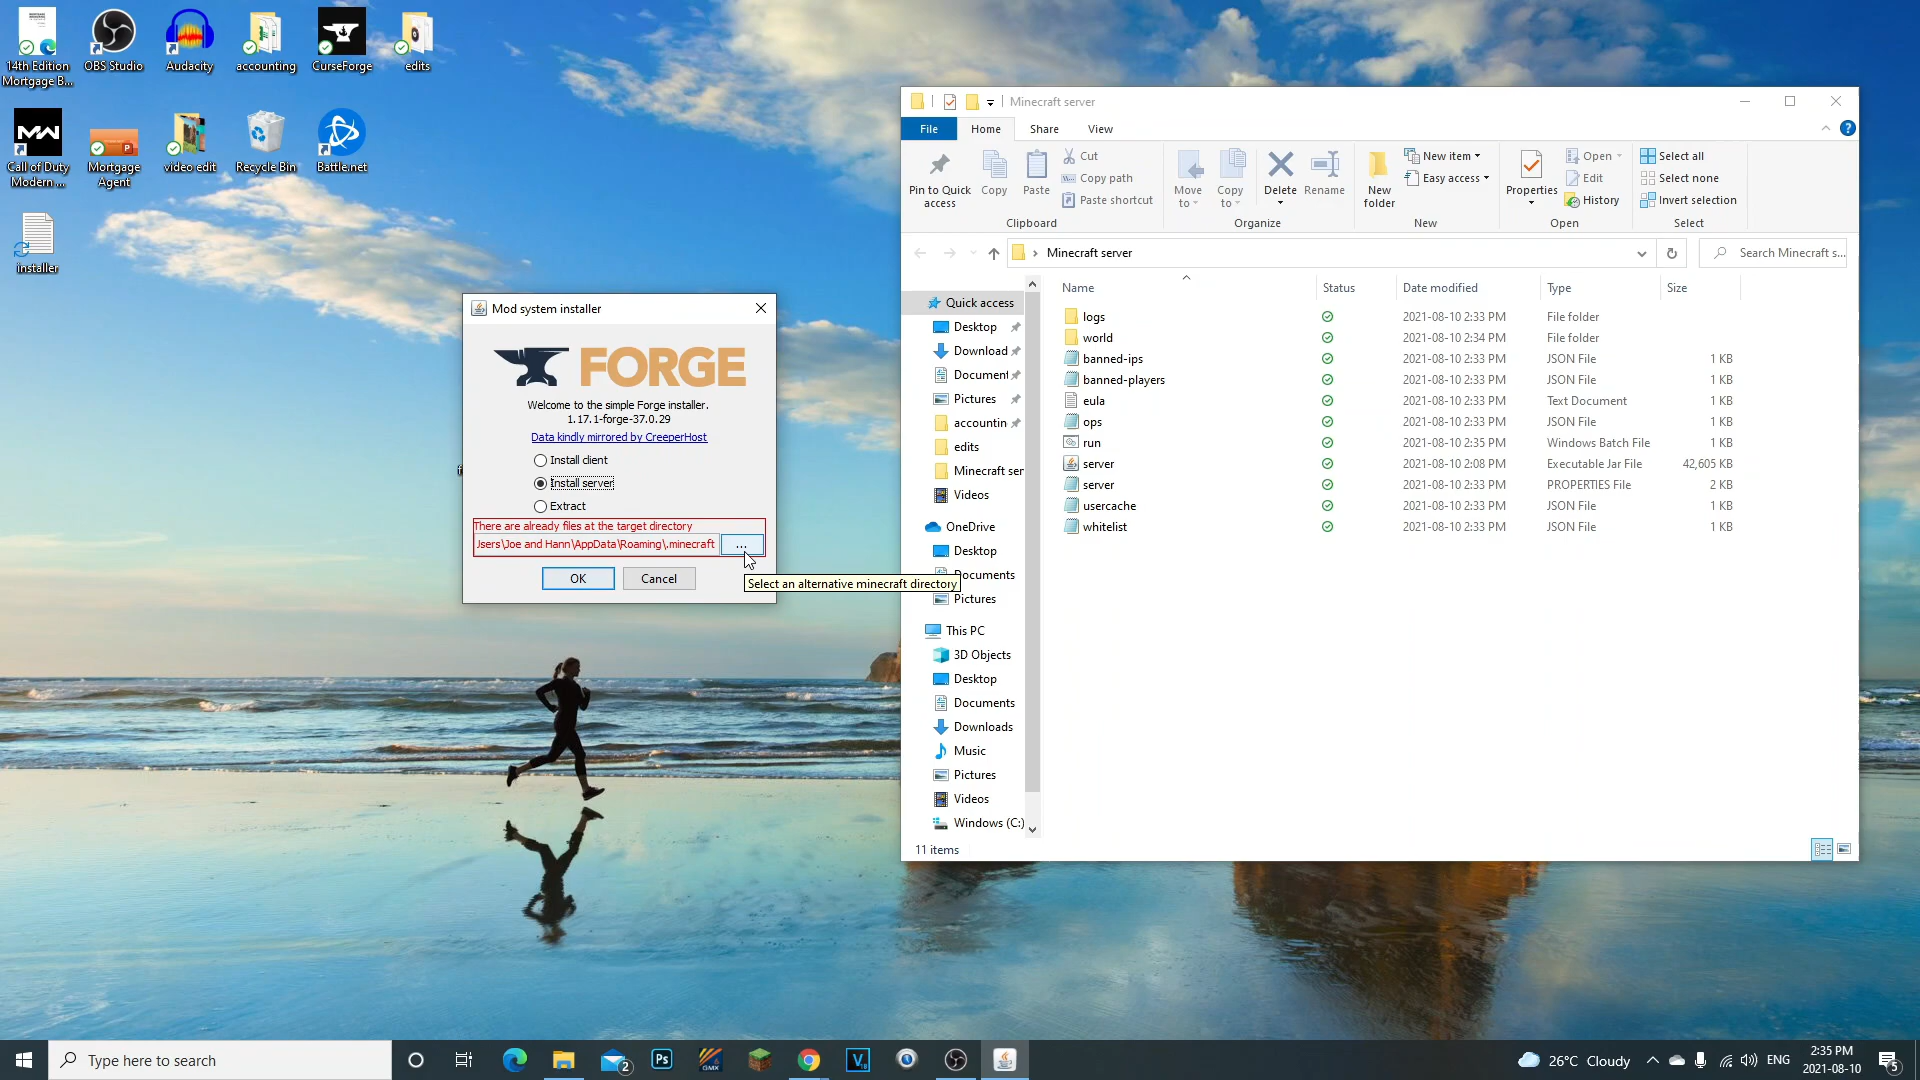 14th Edition
Mortgage B...
OBS Studio
Audacity
accounting
CurseForge
edits
Call of Duty
Modern ...
Mortgage
Agent
video edit
Recycle Bin
Battle.net
installer
Mod system installer
FORGE
Welcome to the simple Forge installer.
1.17.1-forge-37.0.29
Data kindly mirrored by CreeperHost
Install client
Install server
Extract
There are already files at the target directory
Jsers\Joe and Hann\AppData\Roaming\.minecraft
...
OK
Cancel
Select an alternative minecraft directory
Minecraft server
File
Home
Share
View
Pin to Quick
access
Copy
Paste
Cut
Copy path
Paste shortcut
Clipboard
Move
to
Copy
to
Delete
Rename
Organize
New
folder
New item
Easy access
New
Properties
Open
Edit
History
Open
Select all
Select none
Invert selection
Select
Minecraft server
Search Minecraft s...
Quick access
Desktop
Download
Document
Pictures
accountin
edits
Minecraft ser
Videos
OneDrive
Desktop
Documents
Pictures
This PC
3D Objects
Desktop
Documents
Downloads
Music
Pictures
Videos
Windows (C:)
Name Status Date modified Type Size
logs 2021-08-10 2:33 PM File folder
world 2021-08-10 2:34 PM File folder
banned-ips 2021-08-10 2:33 PM JSON File 1 KB
banned-players 2021-08-10 2:33 PM JSON File 1 KB
eula 2021-08-10 2:33 PM Text Document 1 KB
ops 2021-08-10 2:33 PM JSON File 1 KB
run 2021-08-10 2:35 PM Windows Batch File 1 KB
server 2021-08-10 2:08 PM Executable Jar File 42,605 KB
server 2021-08-10 2:33 PM PROPERTIES File 2 KB
usercache 2021-08-10 2:33 PM JSON File 1 KB
whitelist 2021-08-10 2:33 PM JSON File 1 KB
11 items
Type here to search
2
Ps
GMX
V
26°C Cloudy
ENG
2:35 PM
2021-08-10
5